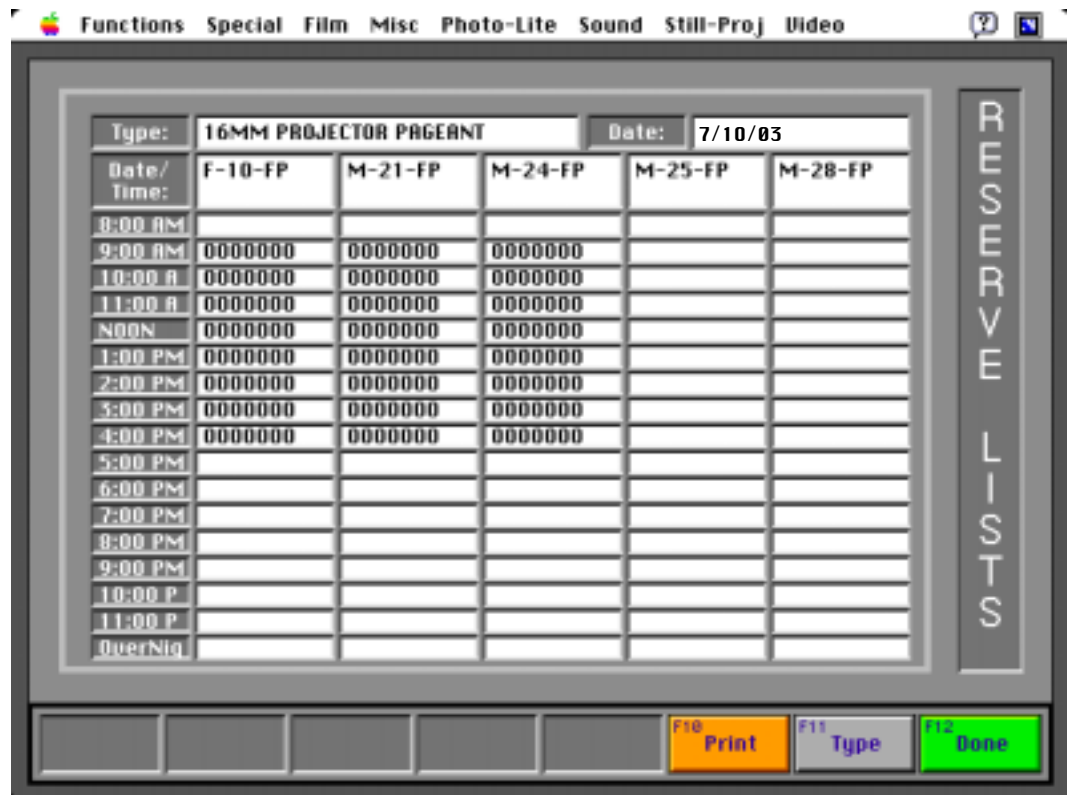 Functions Special Film Misc Photo-Lite Sound Still-Proj Video
Type: 16MM PROJECTOR PAGEANT Date: 7/10/03
Date/ F-10-FP M-21-FP M-24-FP M-25-FP M-28-FP
Time:
8:00 AM
9:00 AM 0000000 0000000 0000000
10:00 A 0000000 0000000 0000000
11:00 A 0000000 0000000 0000000
NOON 0000000 0000000 0000000
1:00 PM 0000000 0000000 0000000
2:00 PM 0000000 0000000 0000000
3:00 PM 0000000 0000000 0000000
4:00 PM 0000000 0000000 0000000
5:00 PM
6:00 PM
7:00 PM
8:00 PM
9:00 PM
10:00 P
11:00 P
OverNig
RESERVE LISTS
F10 Print F11 Type F12 Done